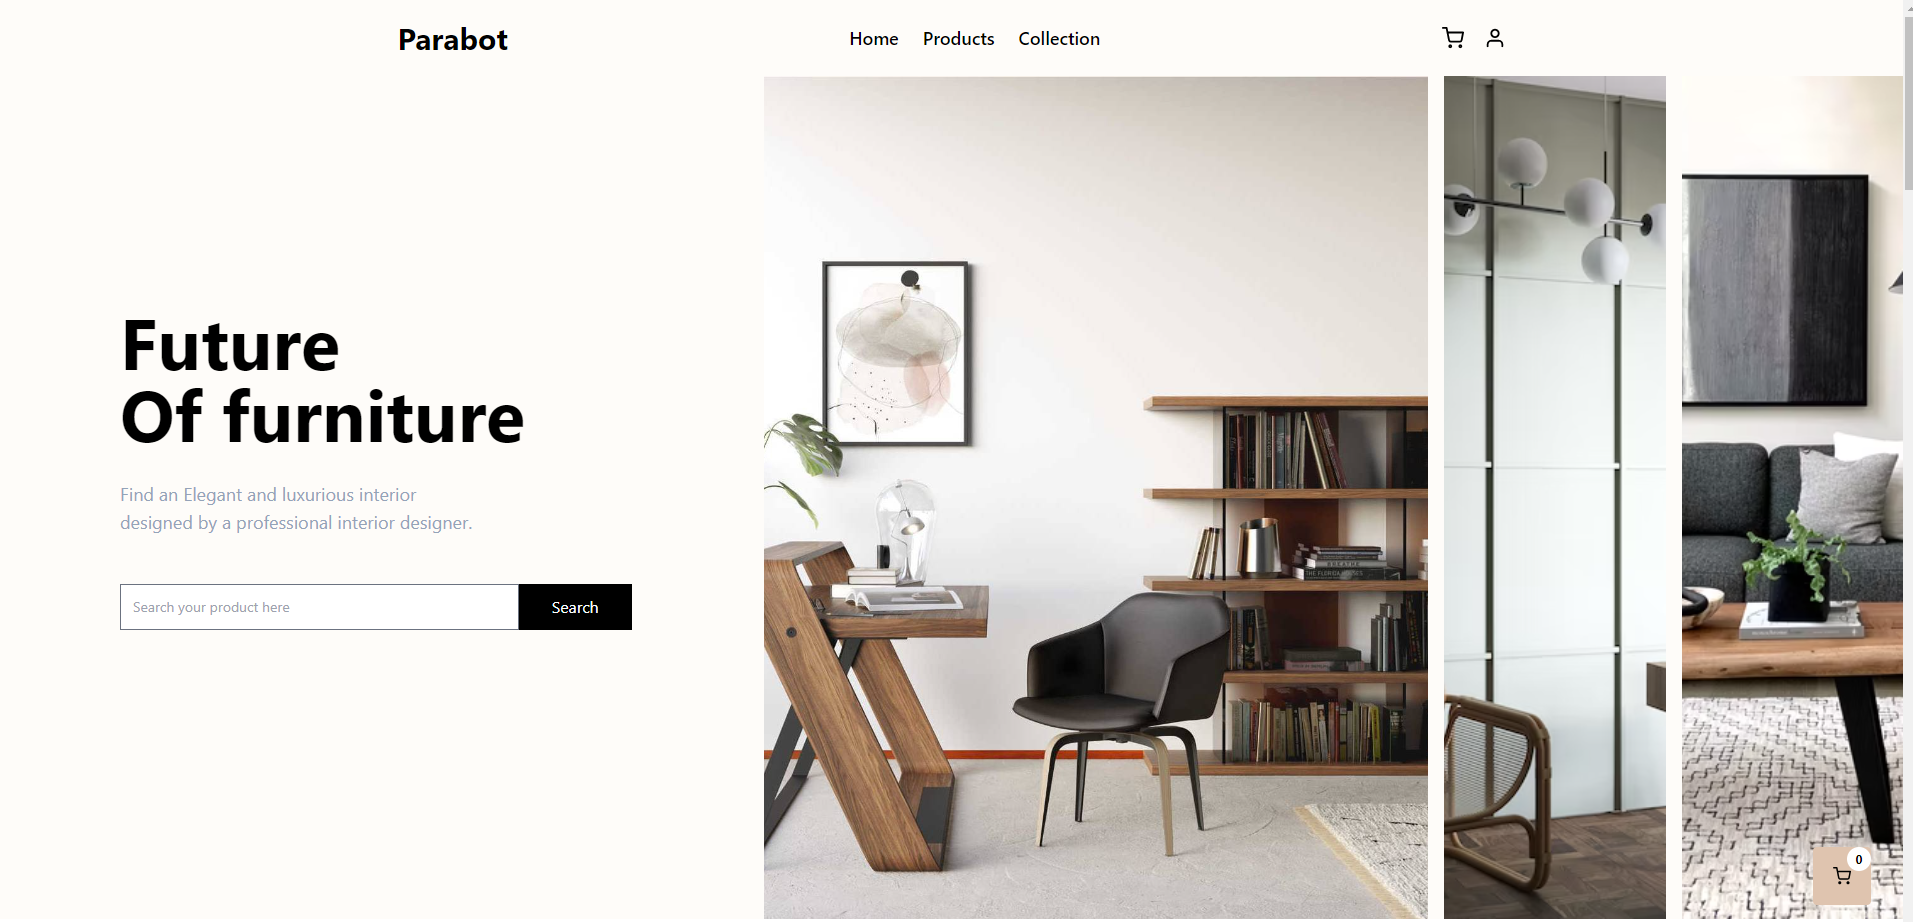 Parabot
Home Products Collection
Future
Of furniture
Find an Elegant and luxurious interior
designed by a professional interior designer.
Search your product here
Search
BREATHE
0